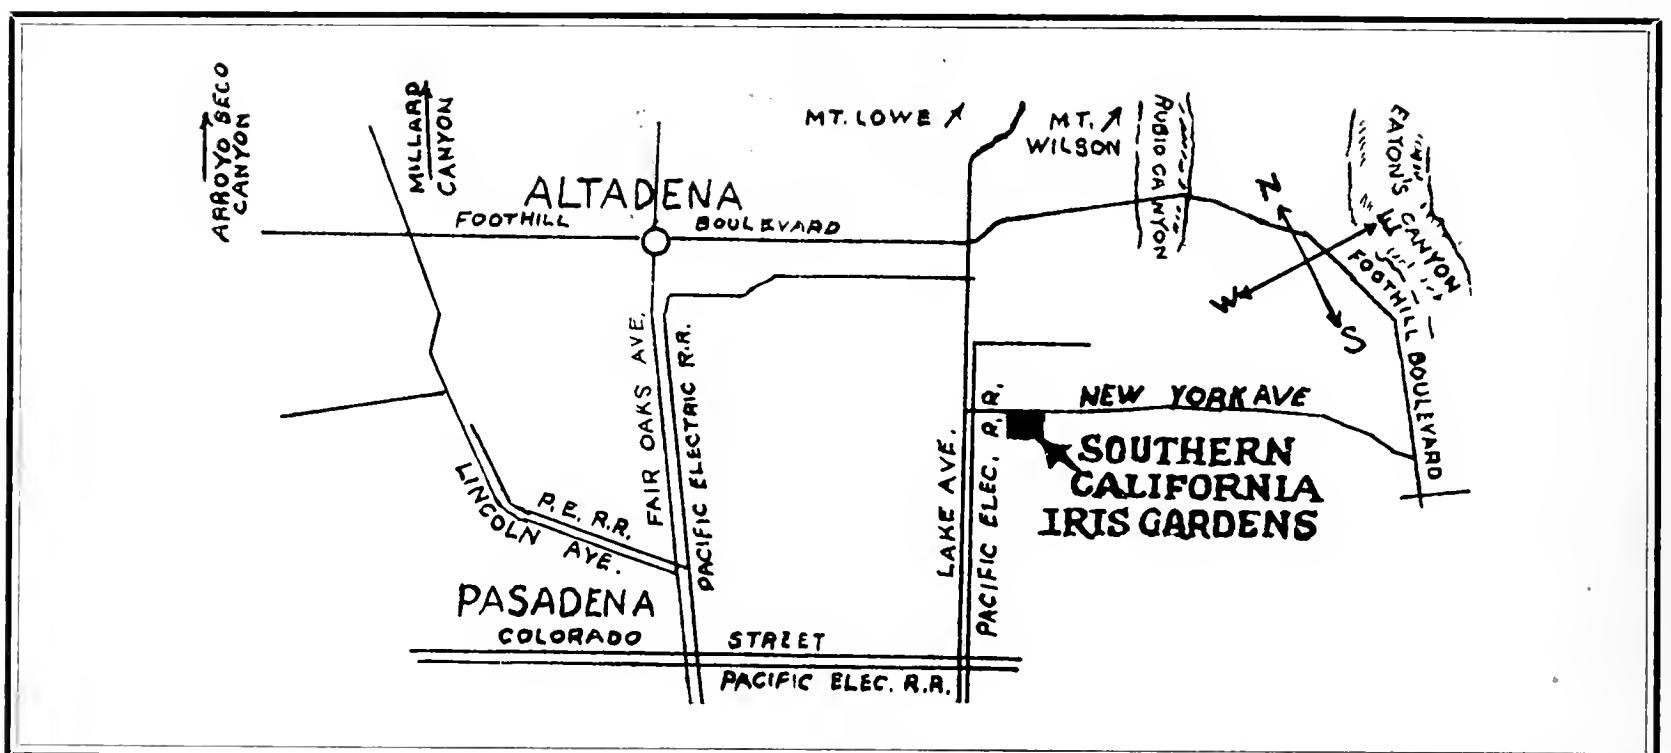 ARROYO SECO
CANYON
MILLARD
CANYON
MT. LOWE
MT.
WILSON
RUBIO CANYON
EATON'S
CANYON
ALTADENA
FOOTHILL
BOULEVARD
N
E
W
S
FOOTHILL BOULEVARD
FAIR OAKS AVE.
PACIFIC ELECTRIC R.R.
LAKE AVE.
PACIFIC ELEC. R. R.
NEW YORK AVE
SOUTHERN
CALIFORNIA
IRIS GARDENS
P. E. R.R.
LINCOLN AVE.
PASADENA
COLORADO
STREET
PACIFIC ELEC. R.R.